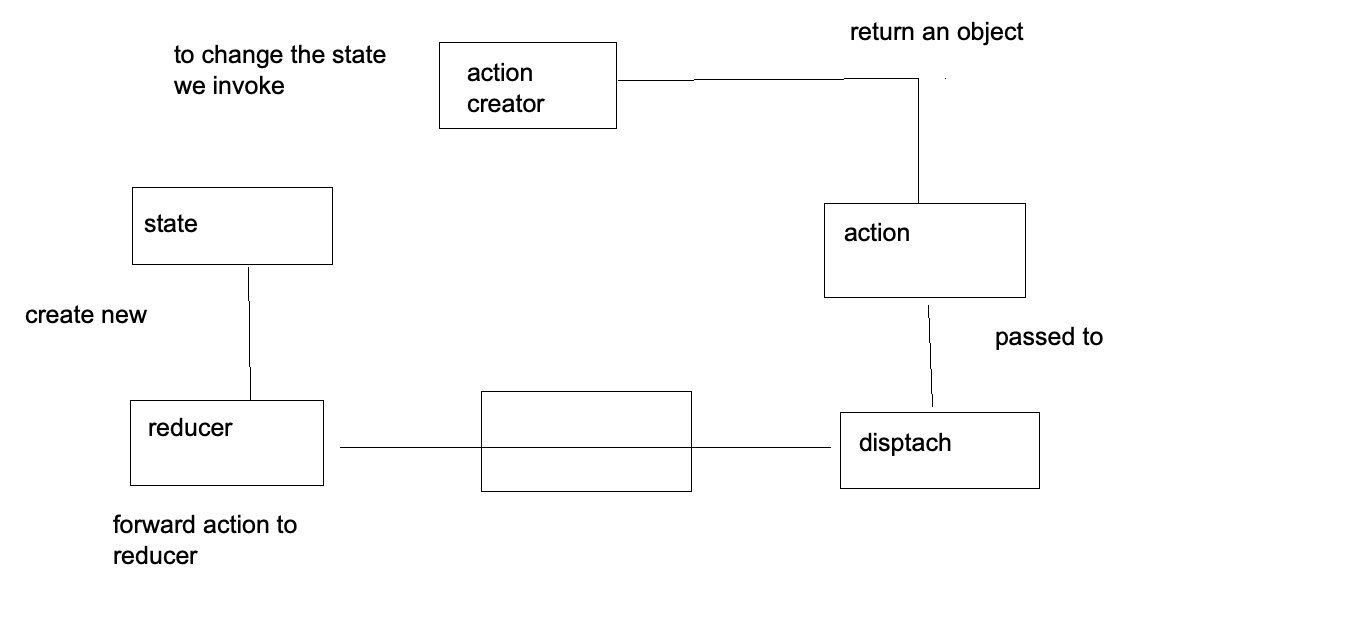 return an object
to change the state
we invoke
action
creator
state
action
create new
passed to
reducer
disptach
forward action to
reducer